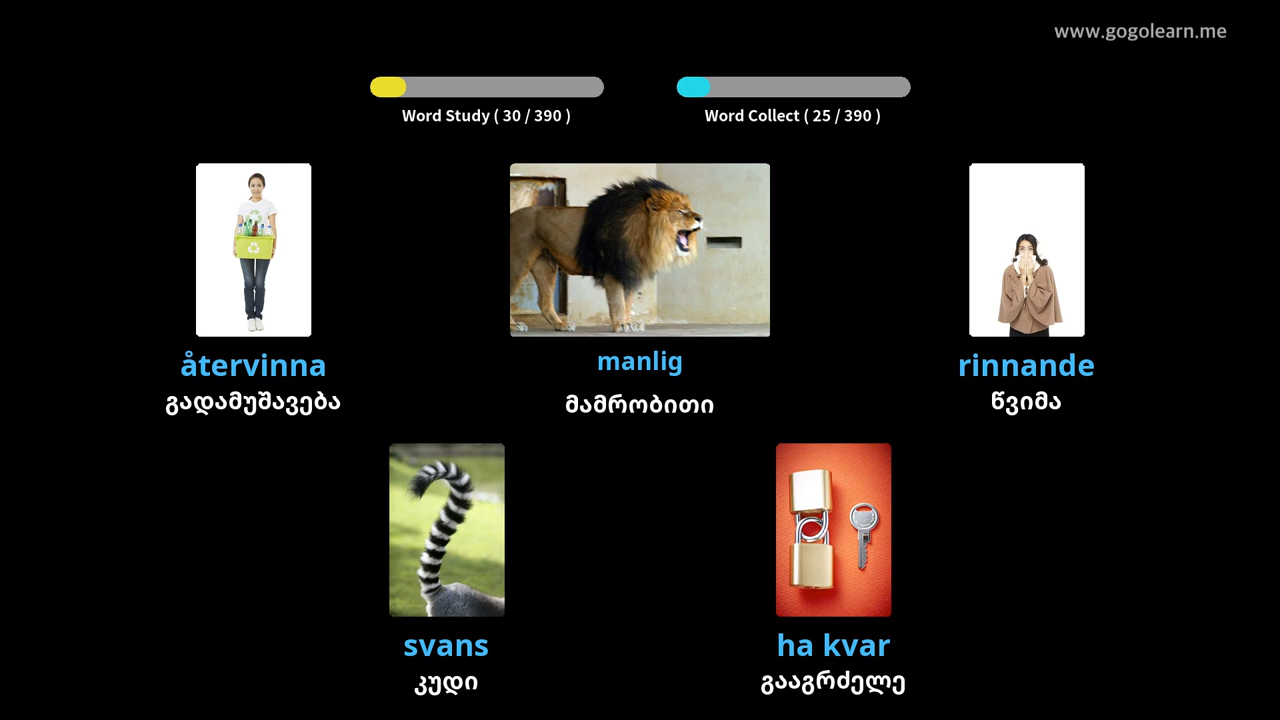 www.gogolearn.me
Word Study ( 30 / 390 )
Word Collect ( 25 / 390 )
återvinna
გადამუშავება
manlig
მამრობითი
rinnande
წვიმა
svans
კუდი
ha kvar
გააგრძელე